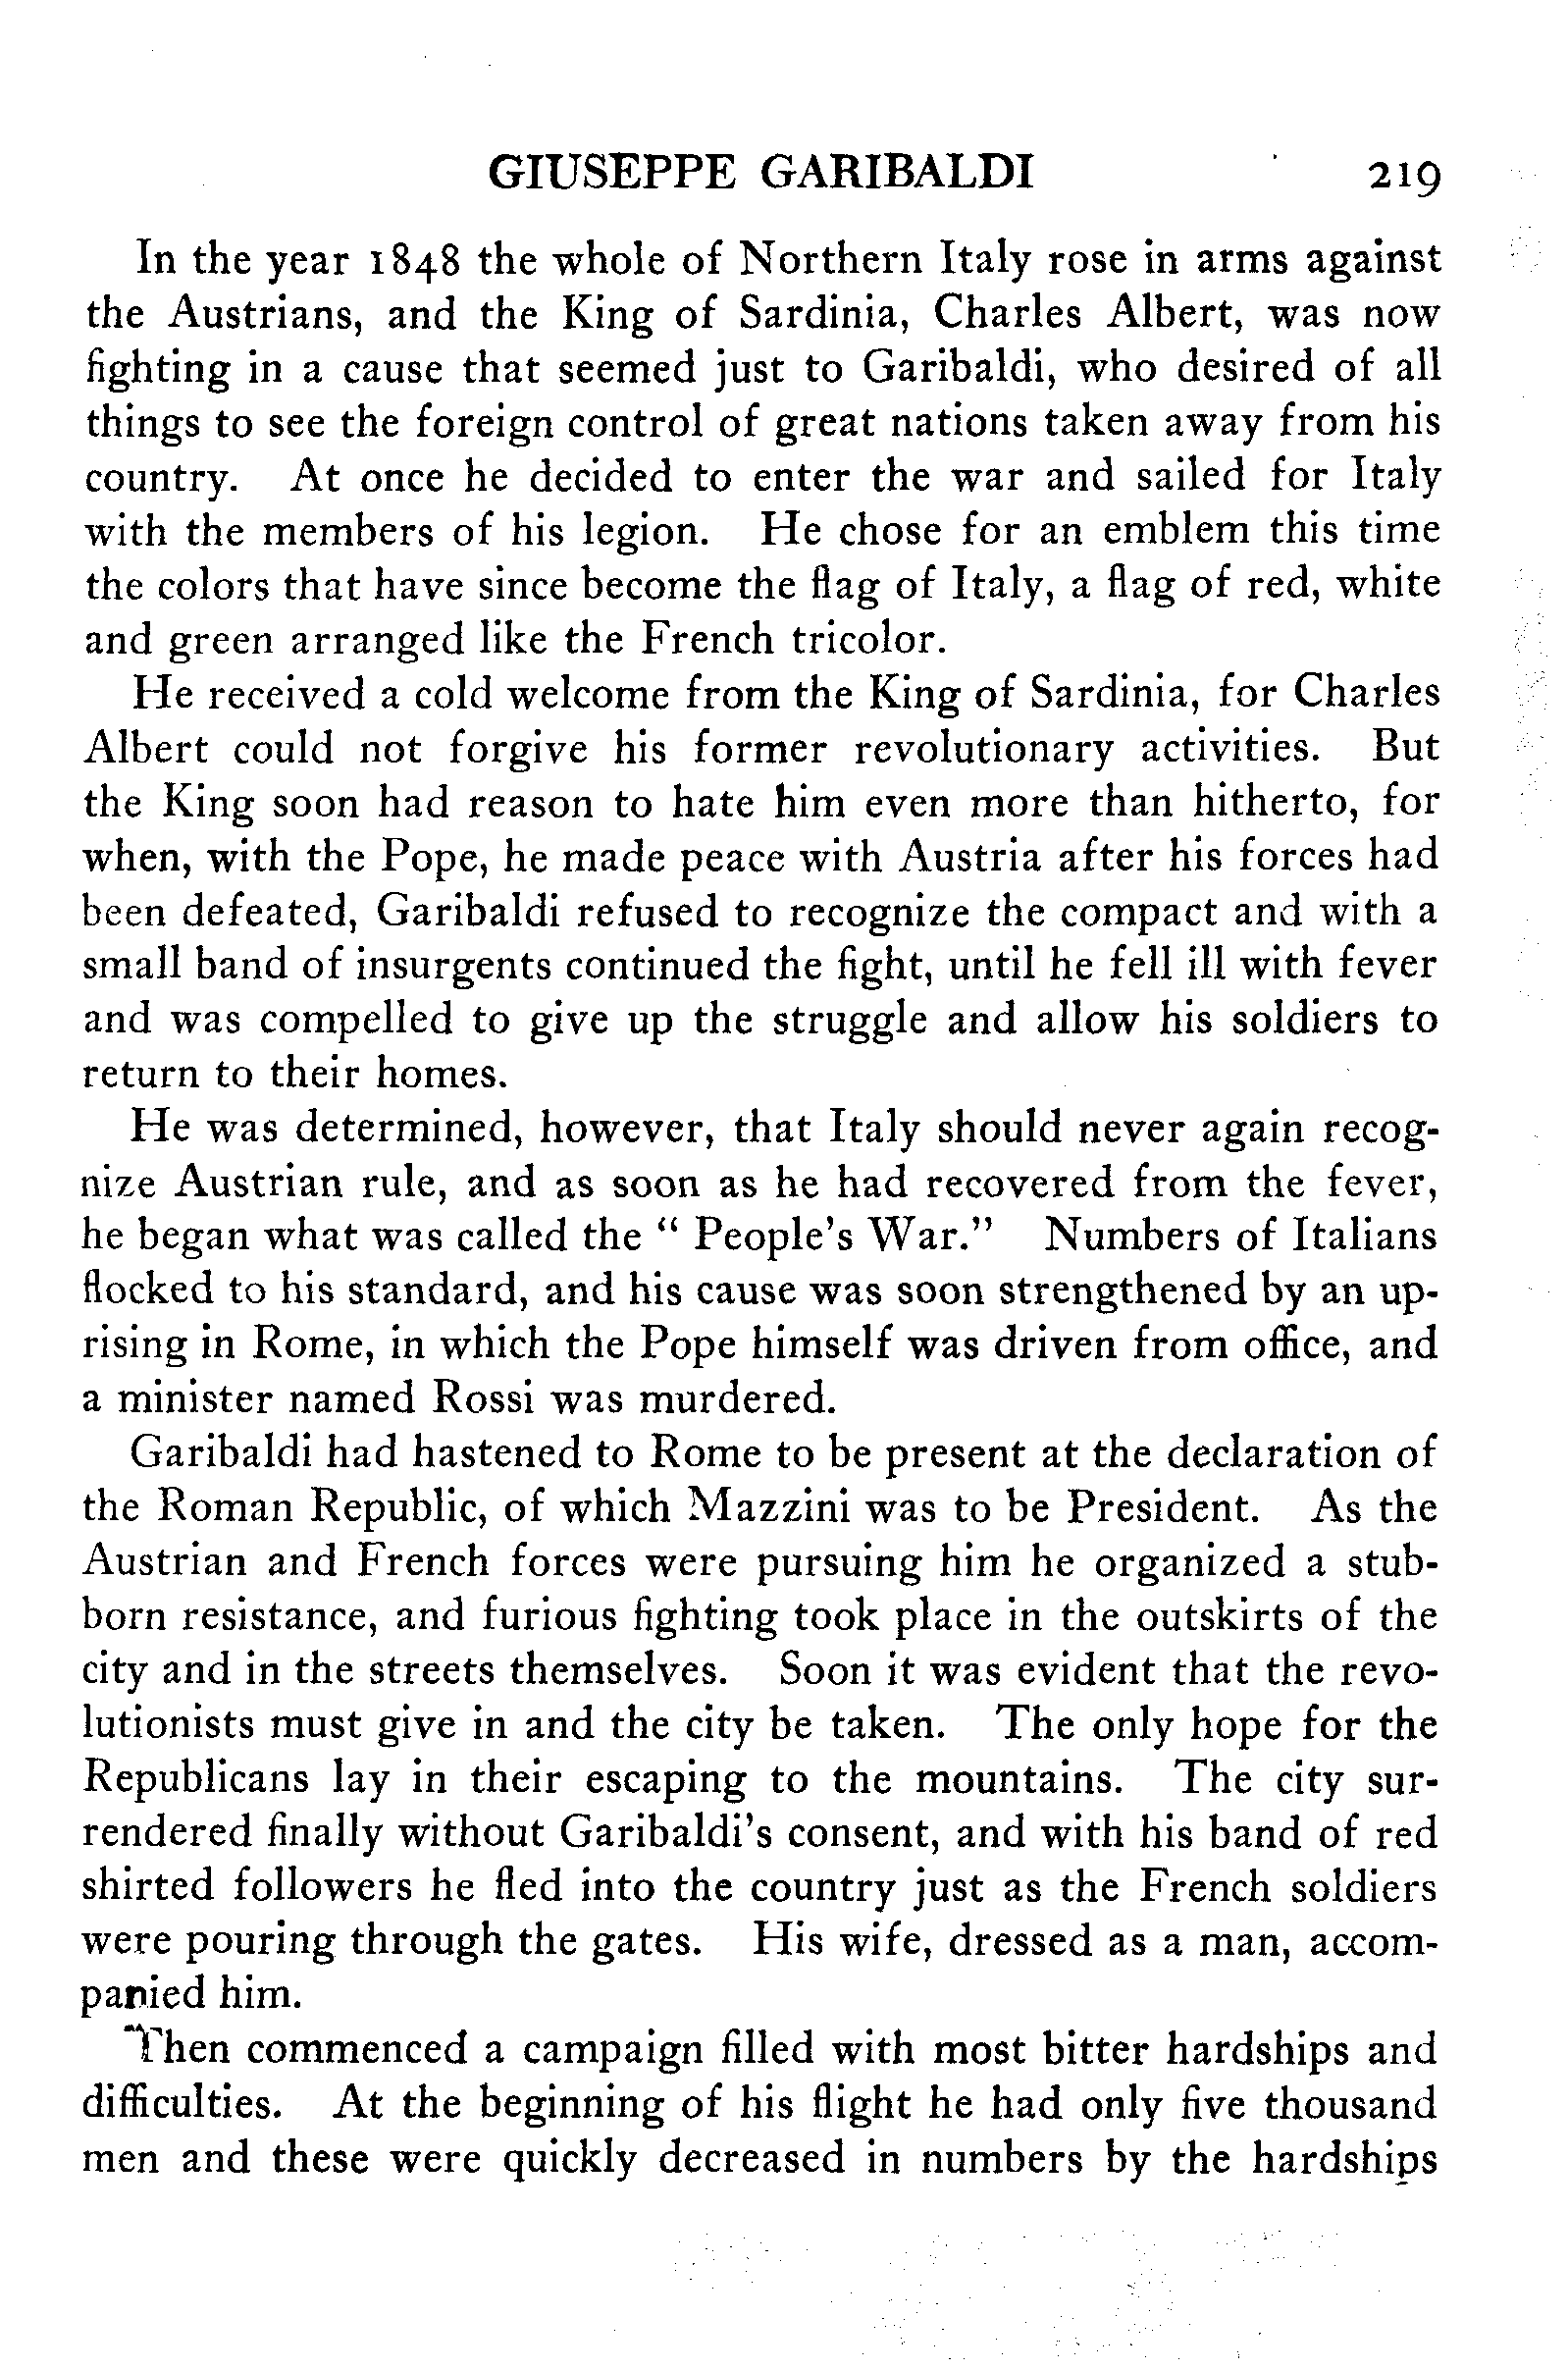 GIUSEPPE GARIBALDI 219
In the year 1848 the whole of Northern Italy rose in arms against
the Austrians, and the King of Sardinia, Charles Albert, was now
fighting in a cause that seemed just to Garibaldi, who desired of all
things to see the foreign control of great nations taken away from his
country. At once he decided to enter the war and sailed for Italy
with the members of his legion. He chose for an emblem this time
the colors that have since become the flag of Italy, a flag of red, white
and green arranged like the French tricolor.
He received a cold welcome from the King of Sardinia, for Charles
Albert could not forgive his former revolutionary activities. But
the King soon had reason to hate him even more than hitherto, for
when, with the Pope, he made peace with Austria after his forces had
been defeated, Garibaldi refused to recognize the compact and with a
small band of insurgents continued the fight, until he fell ill with fever
and was compelled to give up the struggle and allow his soldiers to
return to their homes.
He was determined, however, that Italy should never again recog-
nize Austrian rule, and as soon as he had recovered from the fever,
he began what was called the “ People’s War.” Numbers of Italians
flocked to his standard, and his cause was soon strengthened by an up-
rising in Rome, in which the Pope himself was driven from office, and
a minister named Rossi was murdered.
Garibaldi had hastened to Rome to be present at the declaration of
the Roman Republic, of which Mazzini was to be President. As the
Austrian and French forces were pursuing him he organized a stub-
born resistance, and furious fighting took place in the outskirts of the
city and in the streets themselves. Soon it was evident that the revo-
lutionists must give in and the city be taken. The only hope for the
Republicans lay in their escaping to the mountains. The city sur-
rendered finally without Garibaldi’s consent, and with his band of red
shirted followers he fled into the country just as the French soldiers
were pouring through the gates. His wife, dressed as a man, accom-
panied him.
Then commenced a campaign filled with most bitter hardships and
difficulties. At the beginning of his flight he had only five thousand
men and these were quickly decreased in numbers by the hardships